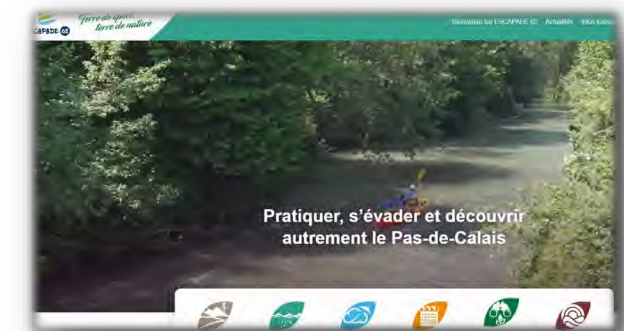 Terre de sport,
terre de nature
ESCAPADE 62
Bienvenue sur ESCAPADE 62 Actualités Infos
Pratiquer, s'évader et découvrir
autrement le Pas-de-Calais